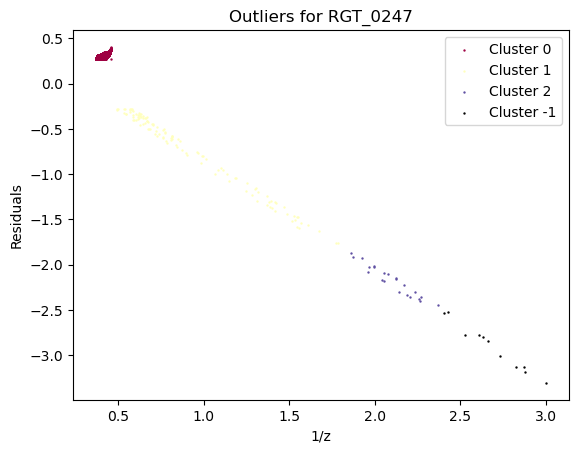 Outliers for RGT_0247
Cluster 0
Cluster 1
Cluster 2
Cluster -1
Residuals
0.5
0.0
−0.5
−1.0
−1.5
−2.0
−2.5
−3.0
0.5 1.0 1.5 2.0 2.5 3.0
1/z